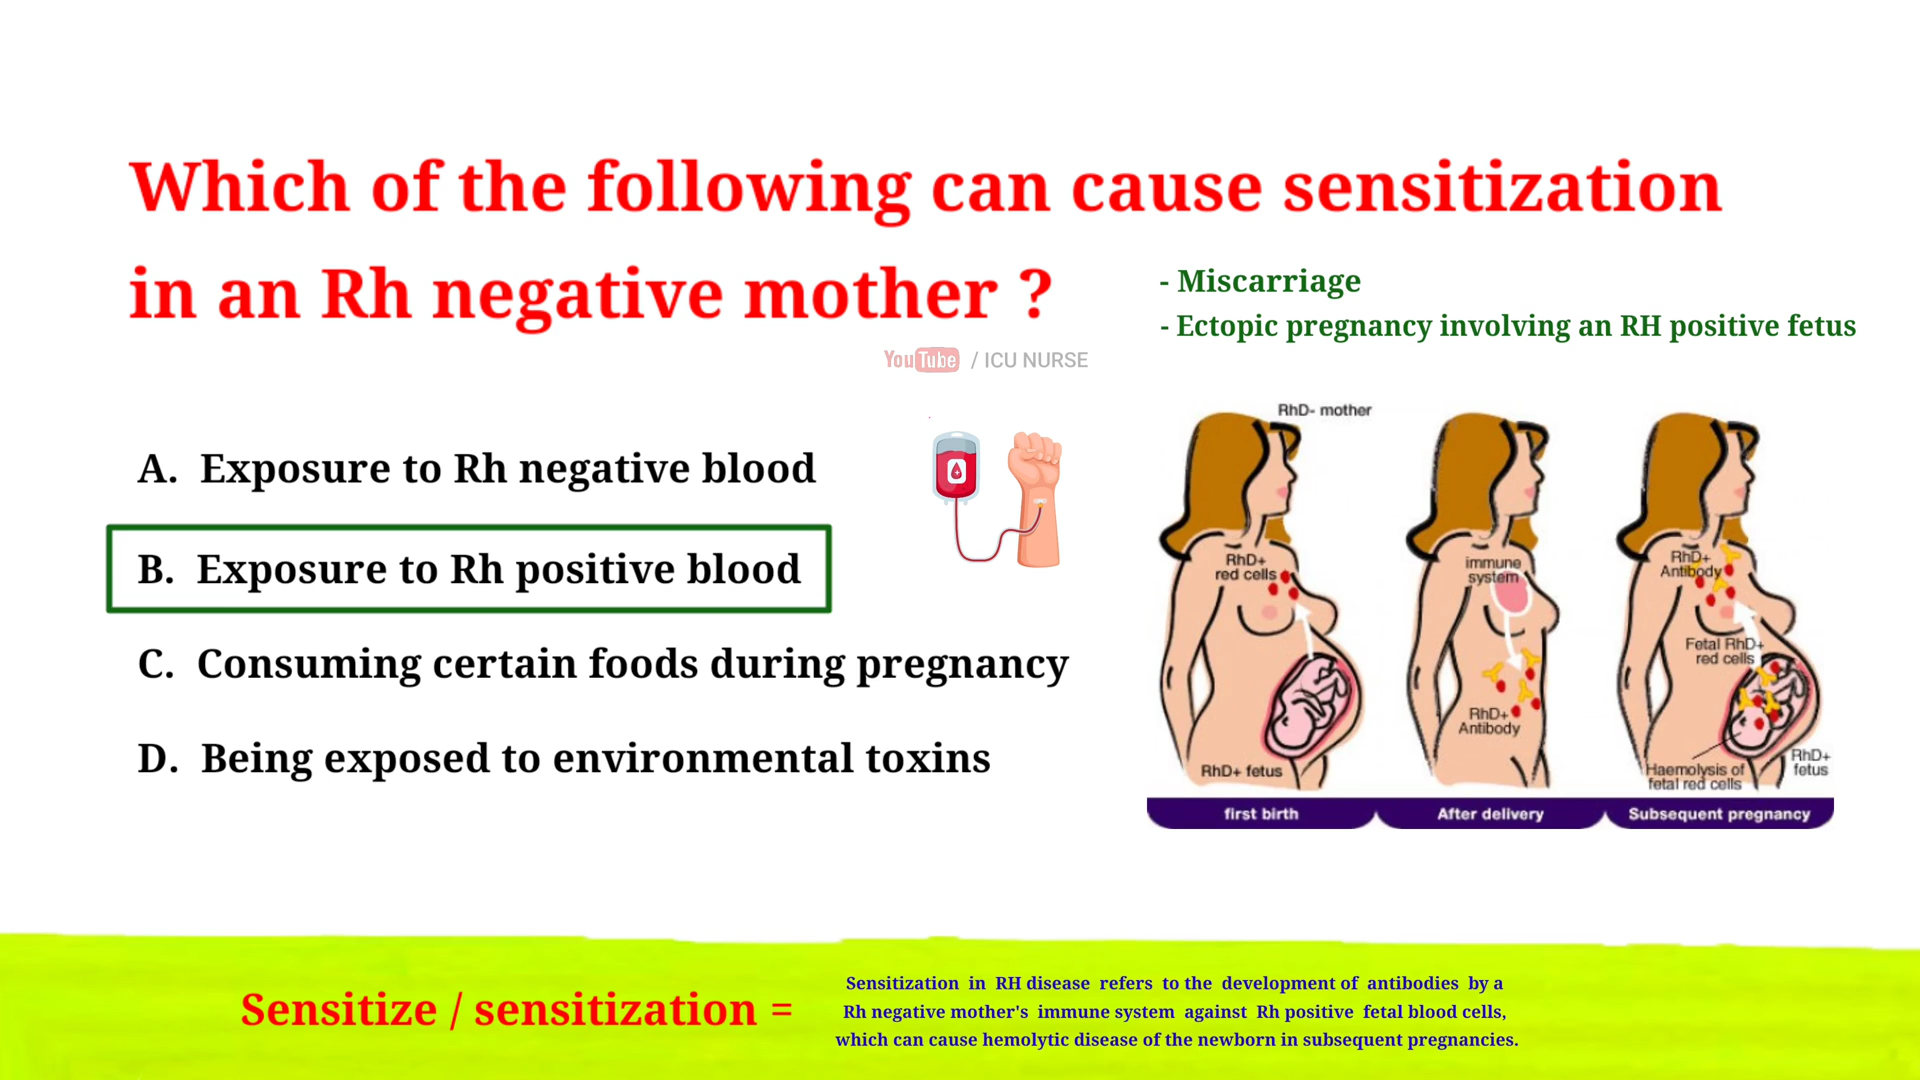 Which of the following can cause sensitization
in an Rh negative mother ?
- Miscarriage
- Ectopic pregnancy involving an RH positive fetus
YouTube / ICU NURSE
A. Exposure to Rh negative blood
B. Exposure to Rh positive blood
C. Consuming certain foods during pregnancy
D. Being exposed to environmental toxins
RhD- mother
RhD+
red cells
RhD+ fetus
first birth
immune
system
RhD+
Antibody
After delivery
RhD+
Antibody
Fetal RhD+
red cells
RhD+
fetus
Haemolysis of
fetal red cells
Subsequent pregnancy
Sensitize / sensitization =
Sensitization in RH disease refers to the development of antibodies by a
Rh negative mother's immune system against Rh positive fetal blood cells,
which can cause hemolytic disease of the newborn in subsequent pregnancies.